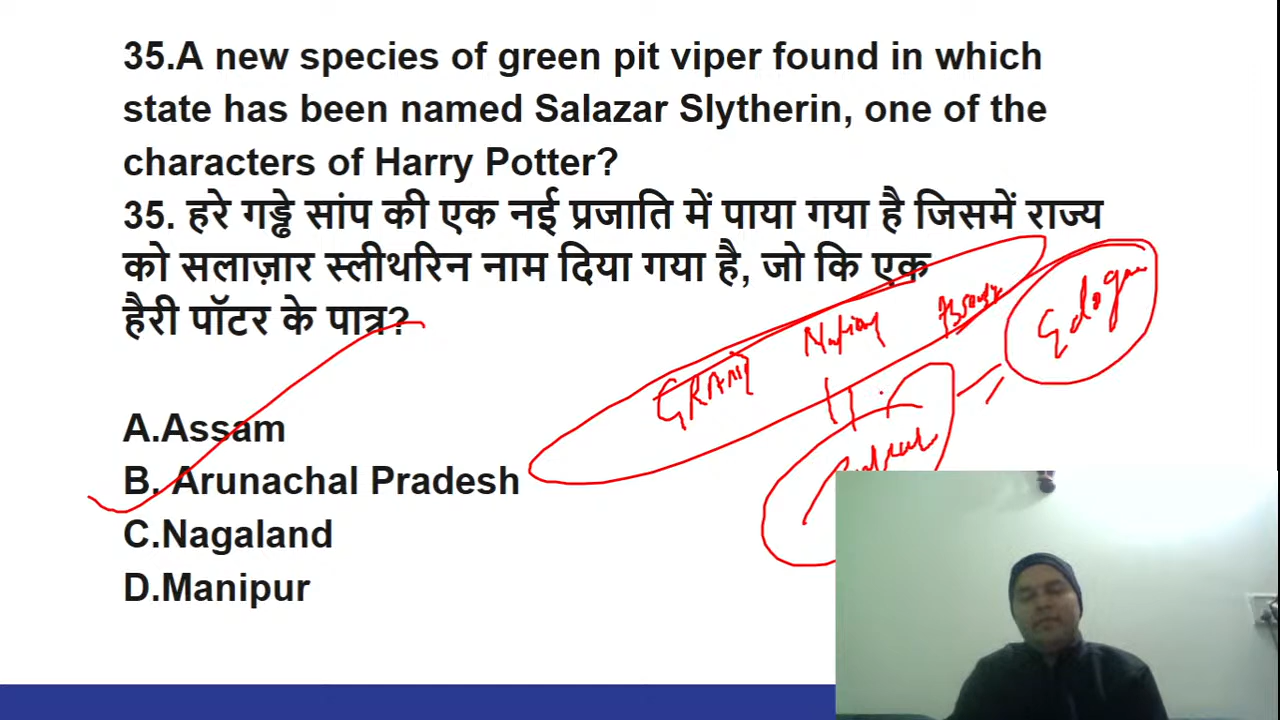 35.A new species of green pit viper found in which
state has been named Salazar Slytherin, one of the
characters of Harry Potter?
35. हरे गड्ढे सांप की एक नई प्रजाति में पाया गया है जिसमें राज्य
को सलाज़ार स्लीथरिन नाम दिया गया है, जो कि एक
हैरी पॉटर के पात्र?
A.Assam
B. Arunachal Pradesh
C.Nagaland
D.Manipur